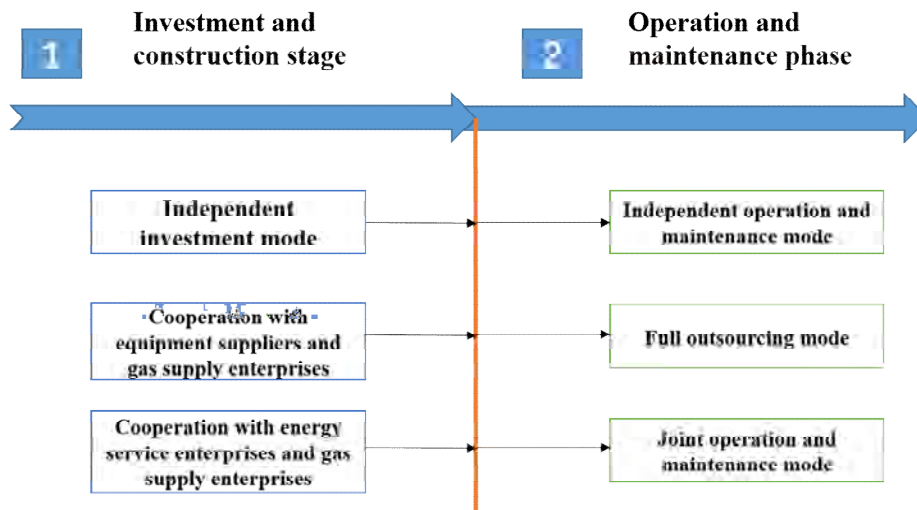 1
Investment and
construction stage
2
Operation and
maintenance phase
Independent
investment mode
Independent operation and
maintenance mode
Cooperation with
equipment suppliers and
gas supply enterprises
Full outsourcing mode
Cooperation with energy
service enterprises and gas
supply enterprises
Joint operation and
maintenance mode